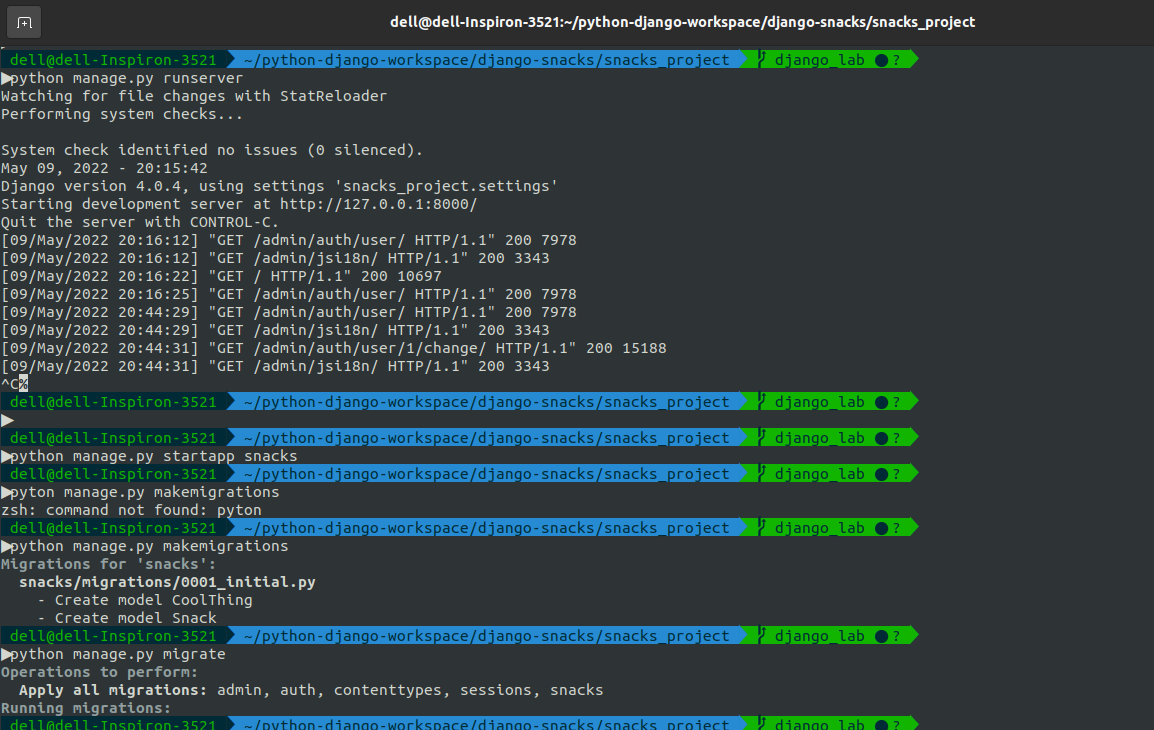 dell@dell-Inspiron-3521:~/python-django-workspace/django-snacks/snacks_project
dell@dell-Inspiron-3521 ~/python-django-workspace/django-snacks/snacks_project django_lab ● ?
python manage.py runserver
Watching for file changes with StatReloader
Performing system checks...
System check identified no issues (0 silenced).
May 09, 2022 - 20:15:42
Django version 4.0.4, using settings 'snacks_project.settings'
Starting development server at http://127.0.0.1:8000/
Quit the server with CONTROL-C.
[09/May/2022 20:16:12] "GET /admin/auth/user/ HTTP/1.1" 200 7978
[09/May/2022 20:16:12] "GET /admin/jsi18n/ HTTP/1.1" 200 3343
[09/May/2022 20:16:22] "GET / HTTP/1.1" 200 10697
[09/May/2022 20:16:25] "GET /admin/auth/user/ HTTP/1.1" 200 7978
[09/May/2022 20:44:29] "GET /admin/auth/user/ HTTP/1.1" 200 7978
[09/May/2022 20:44:29] "GET /admin/jsi18n/ HTTP/1.1" 200 3343
[09/May/2022 20:44:31] "GET /admin/auth/user/1/change/ HTTP/1.1" 200 15188
[09/May/2022 20:44:31] "GET /admin/jsi18n/ HTTP/1.1" 200 3343
^C%
dell@dell-Inspiron-3521 ~/python-django-workspace/django-snacks/snacks_project django_lab ● ?
dell@dell-Inspiron-3521 ~/python-django-workspace/django-snacks/snacks_project django_lab ● ?
python manage.py startapp snacks
dell@dell-Inspiron-3521 ~/python-django-workspace/django-snacks/snacks_project django_lab ● ?
pyton manage.py makemigrations
zsh: command not found: pyton
dell@dell-Inspiron-3521 ~/python-django-workspace/django-snacks/snacks_project django_lab ● ?
python manage.py makemigrations
Migrations for 'snacks':
snacks/migrations/0001_initial.py
- Create model CoolThing
- Create model Snack
dell@dell-Inspiron-3521 ~/python-django-workspace/django-snacks/snacks_project django_lab ● ?
python manage.py migrate
Operations to perform:
Apply all migrations: admin, auth, contenttypes, sessions, snacks
Running migrations:
dell@dell-Inspiron-3521 ~/python-django-workspace/django-snacks/snacks_project django_lab ● ?